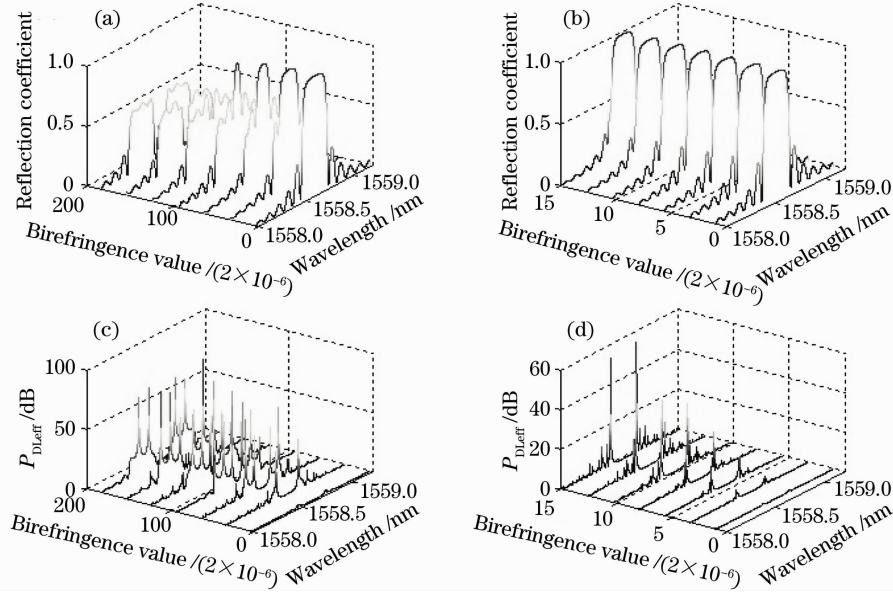 (a)
Reflection coefficient
1.0
0.5
0
200
100
0
Birefringence value /(2×10⁻⁶)
1558.0
1558.5
1559.0
Wavelength /nm
(b)
Reflection coefficient
1.0
0.5
0
15
10
5
0
Birefringence value /(2×10⁻⁶)
1558.0
1558.5
1559.0
Wavelength /nm
(c)
P_DLeff /dB
100
50
0
200
100
0
Birefringence value /(2×10⁻⁶)
1558.0
1558.5
1559.0
Wavelength /nm
(d)
P_DLeff /dB
60
40
20
0
15
10
5
0
Birefringence value /(2×10⁻⁶)
1558.0
1558.5
1559.0
Wavelength /nm